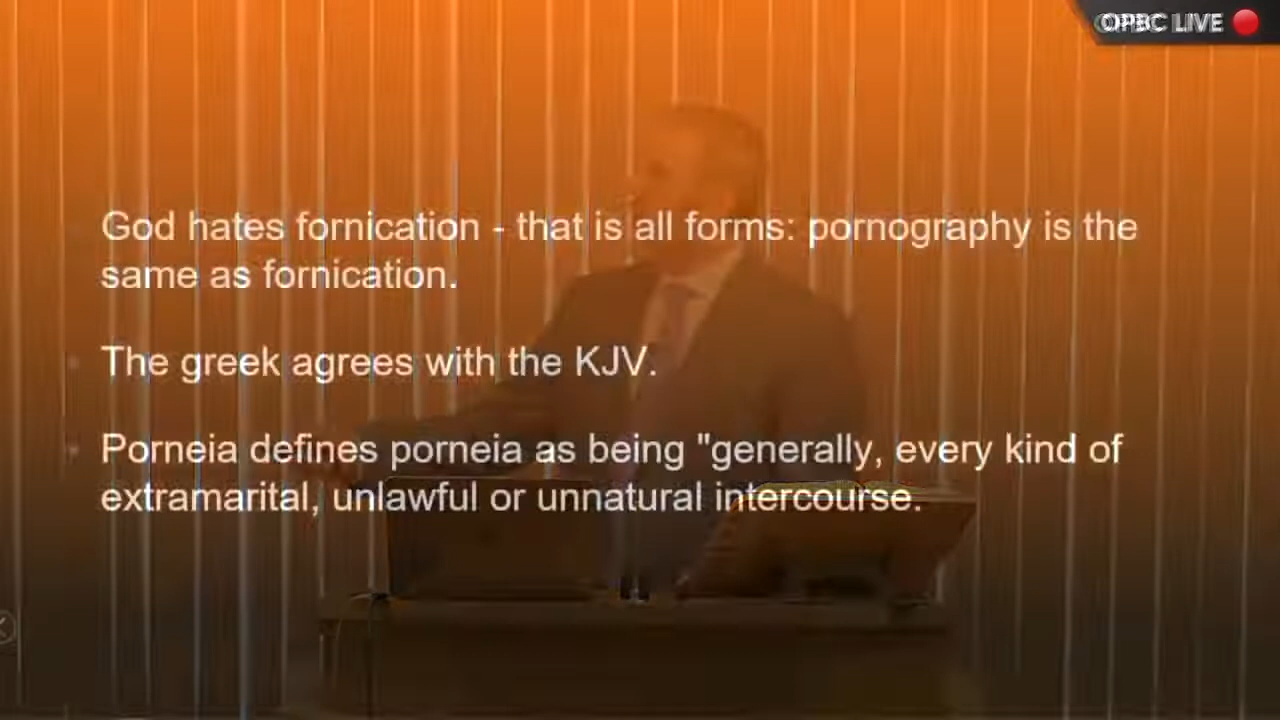 OPBC LIVE
God hates fornication - that is all forms: pornography is the
same as fornication.
The greek agrees with the KJV.
Porneia defines porneia as being "generally, every kind of
extramarital, unlawful or unnatural intercourse.